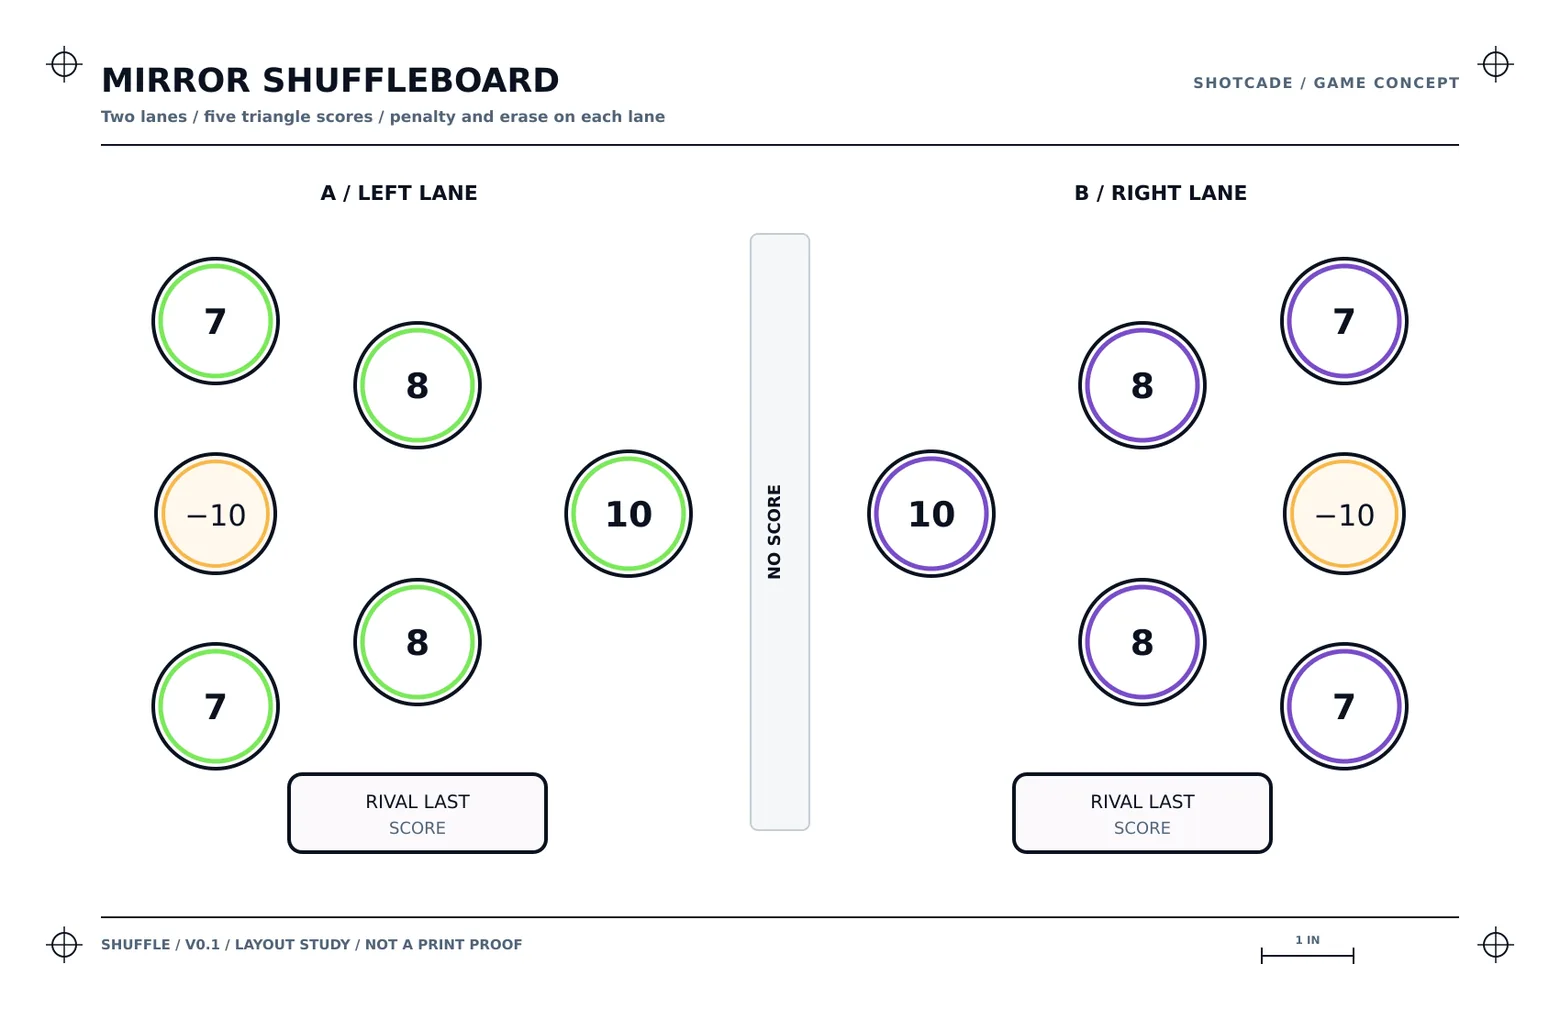 MIRROR SHUFFLEBOARD
SHOTCADE / GAME CONCEPT
Two lanes / five triangle scores / penalty and erase on each lane
A / LEFT LANE
B / RIGHT LANE
7
8
−10
10
8
7
RIVAL LAST
SCORE
NO SCORE
7
8
10
−10
8
7
RIVAL LAST
SCORE
SHUFFLE / V0.1 / LAYOUT STUDY / NOT A PRINT PROOF
1 IN